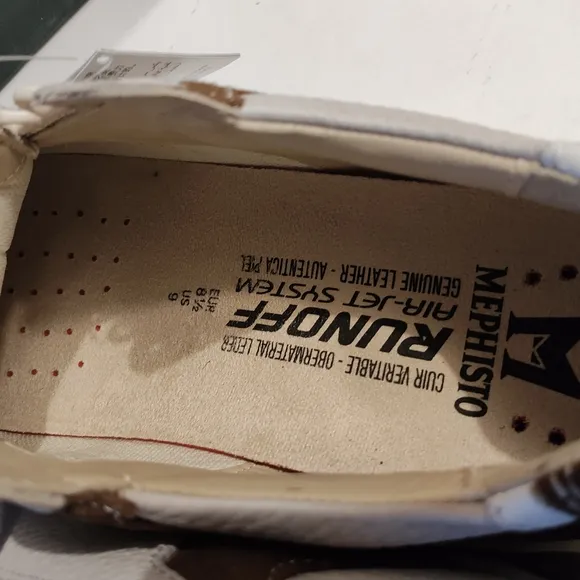 MEPHISTO
GENUINE LEATHER - AUTENTICA PIEL
AIR-JET SYSTEM
RUNOFF
CUIR VERITABLE - OBERMATERIAL LEDER
EUR
8 ½
US
9